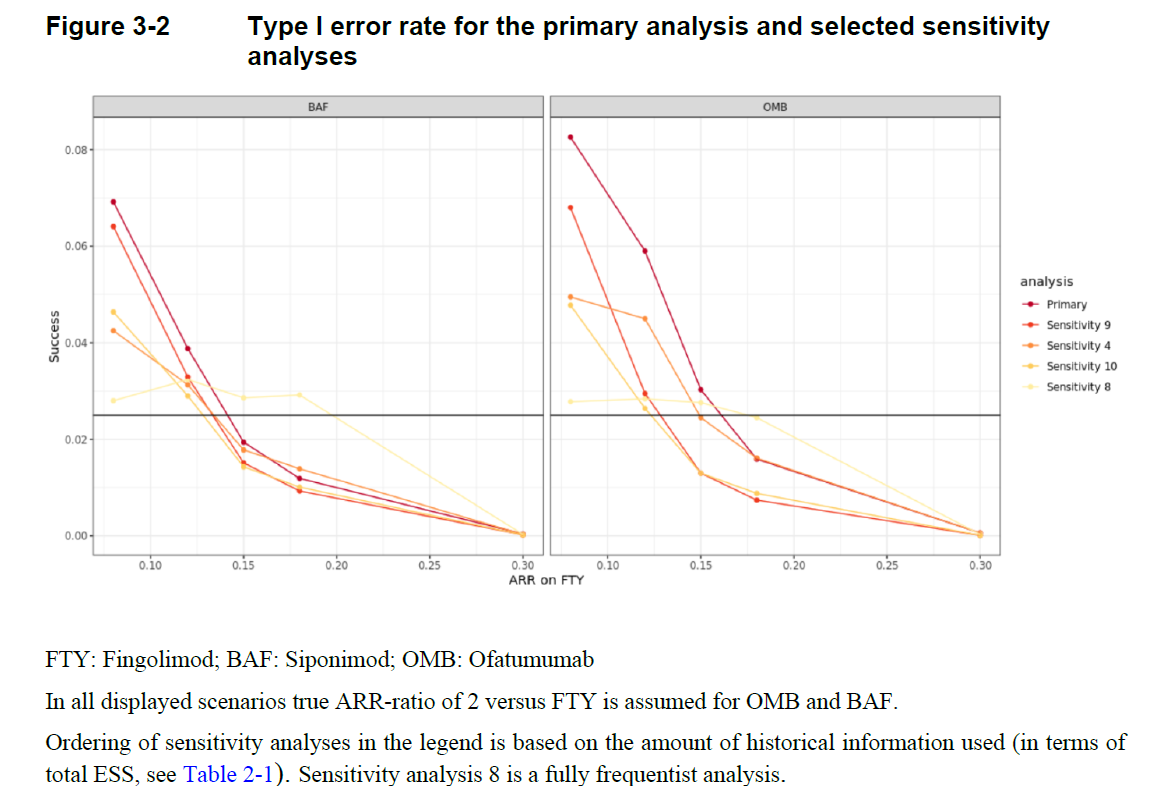 Figure 3-2 Type I error rate for the primary analysis and selected sensitivity
analyses
BAF
OMB
0.08
0.06
0.04
0.02
0.00
Success
0.10 0.15 0.20 0.25 0.30
0.10 0.15 0.20 0.25 0.30
ARR on FTY
analysis
Primary
Sensitivity 9
Sensitivity 4
Sensitivity 10
Sensitivity 8
FTY: Fingolimod; BAF: Siponimod; OMB: Ofatumumab
In all displayed scenarios true ARR-ratio of 2 versus FTY is assumed for OMB and BAF.
Ordering of sensitivity analyses in the legend is based on the amount of historical information used (in terms of
total ESS, see Table 2-1). Sensitivity analysis 8 is a fully frequentist analysis.